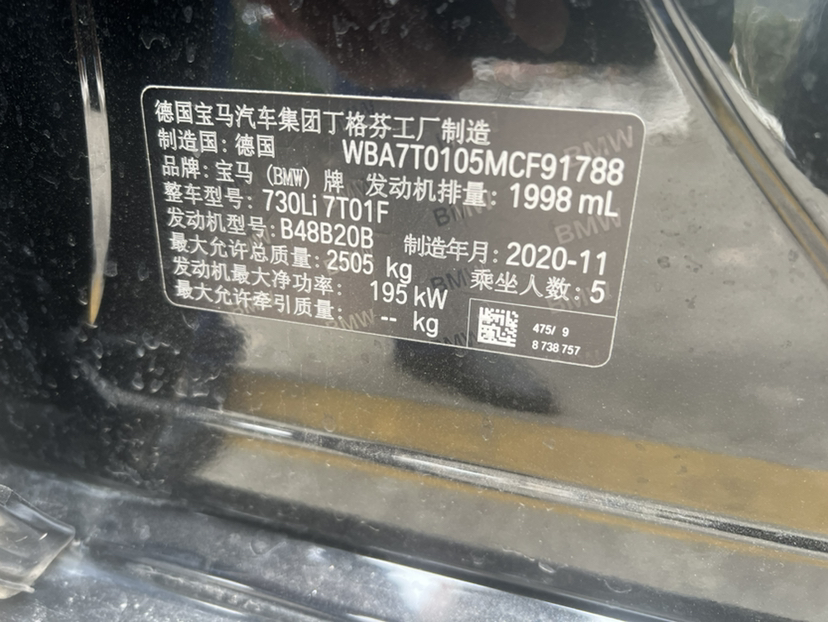 德国宝马汽车集团丁格芬工厂制造
制造国: 德国 WBA7T0105MCF91788
品牌: 宝马 (BMW) 牌 发动机排量: 1998 mL
整车型号: 730Li 7T01F
发动机型号: B48B20B 制造年月: 2020-11
最大允许总质量: 2505 kg 乘坐人数: 5
发动机最大净功率: 195 kW
最大允许牵引质量: -- kg
475/ 9
8 738 757